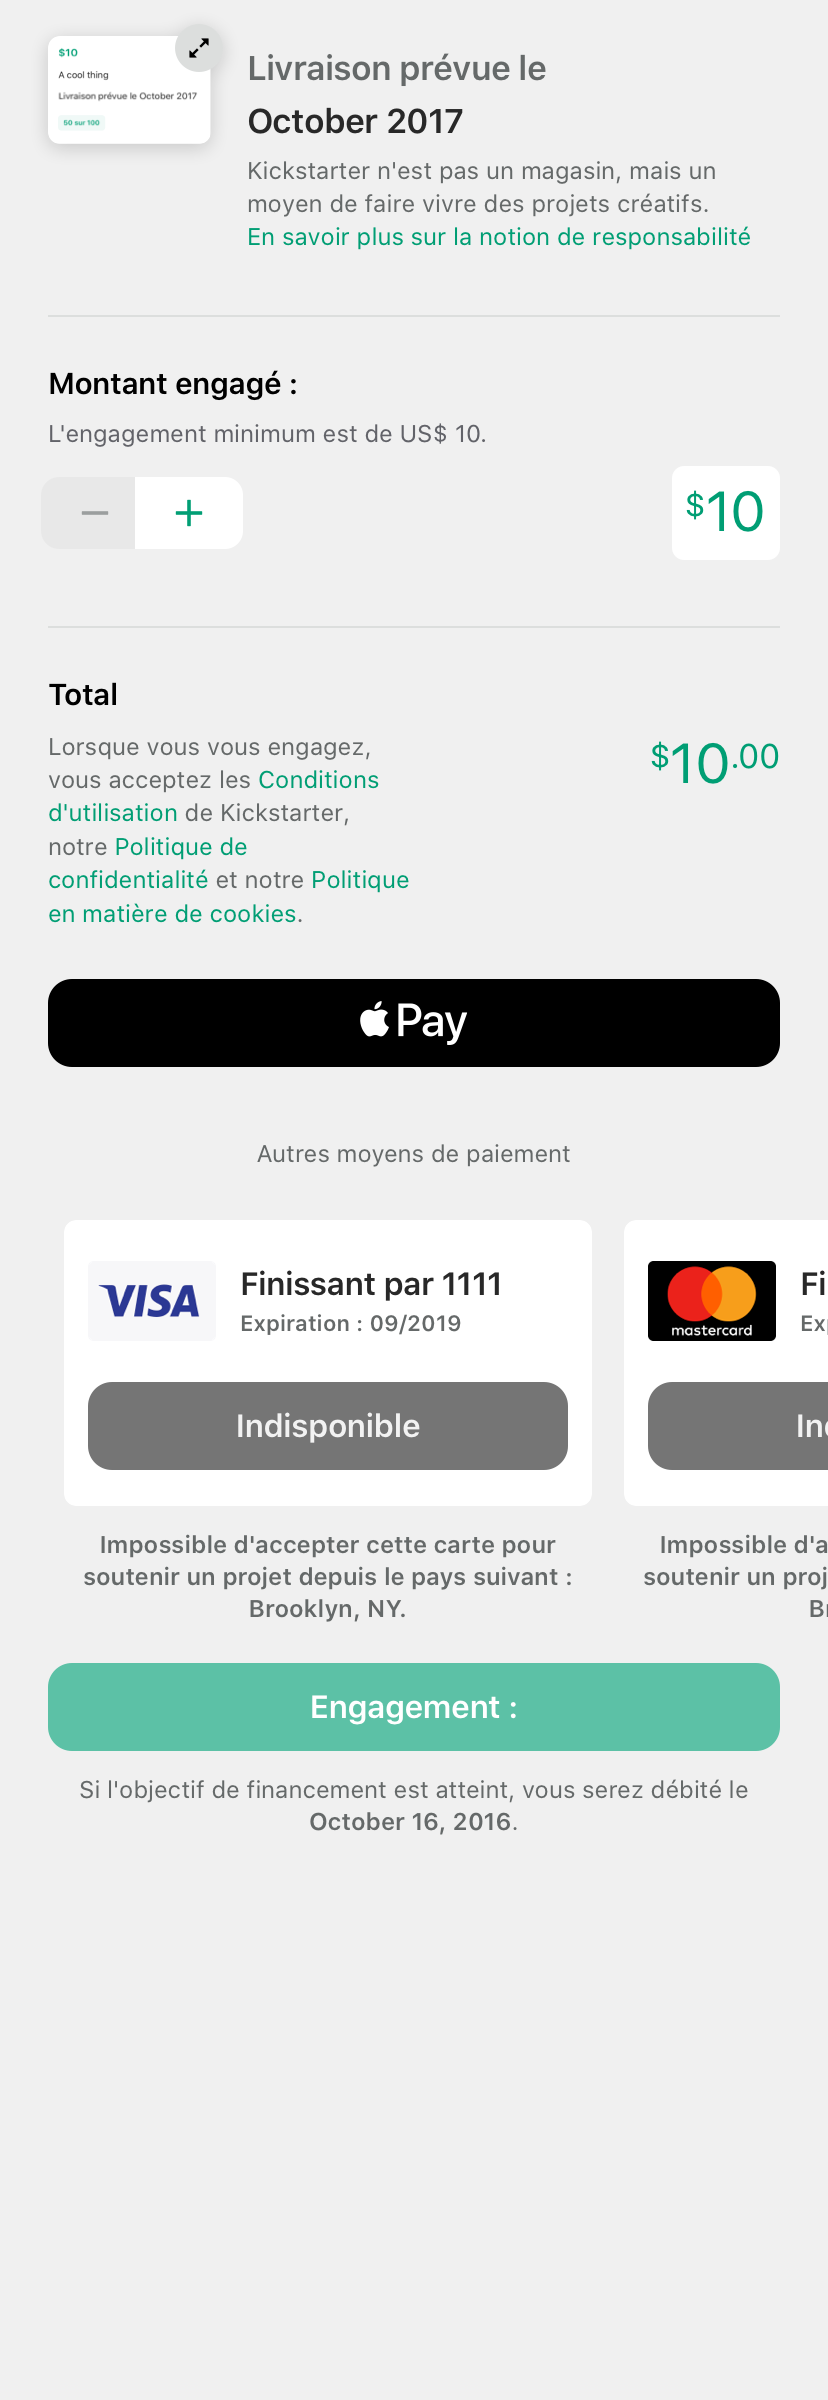 $10
A cool thing
Livraison prévue le October 2017
50 sur 100
Livraison prévue le
October 2017
Kickstarter n'est pas un magasin, mais un
moyen de faire vivre des projets créatifs.
En savoir plus sur la notion de responsabilité
Montant engagé :
L'engagement minimum est de US$ 10.
$10
Total
Lorsque vous vous engagez,
vous acceptez les Conditions
d'utilisation de Kickstarter,
notre Politique de
confidentialité et notre Politique
en matière de cookies.
$10.00
Pay
Autres moyens de paiement
VISA
Finissant par 1111
Expiration : 09/2019
Indisponible
Impossible d'accepter cette carte pour
soutenir un projet depuis le pays suivant :
Brooklyn, NY.
mastercard
Fi
Exp
Ind
Impossible d'a
soutenir un proj
Br
Engagement :
Si l'objectif de financement est atteint, vous serez débité le
October 16, 2016.